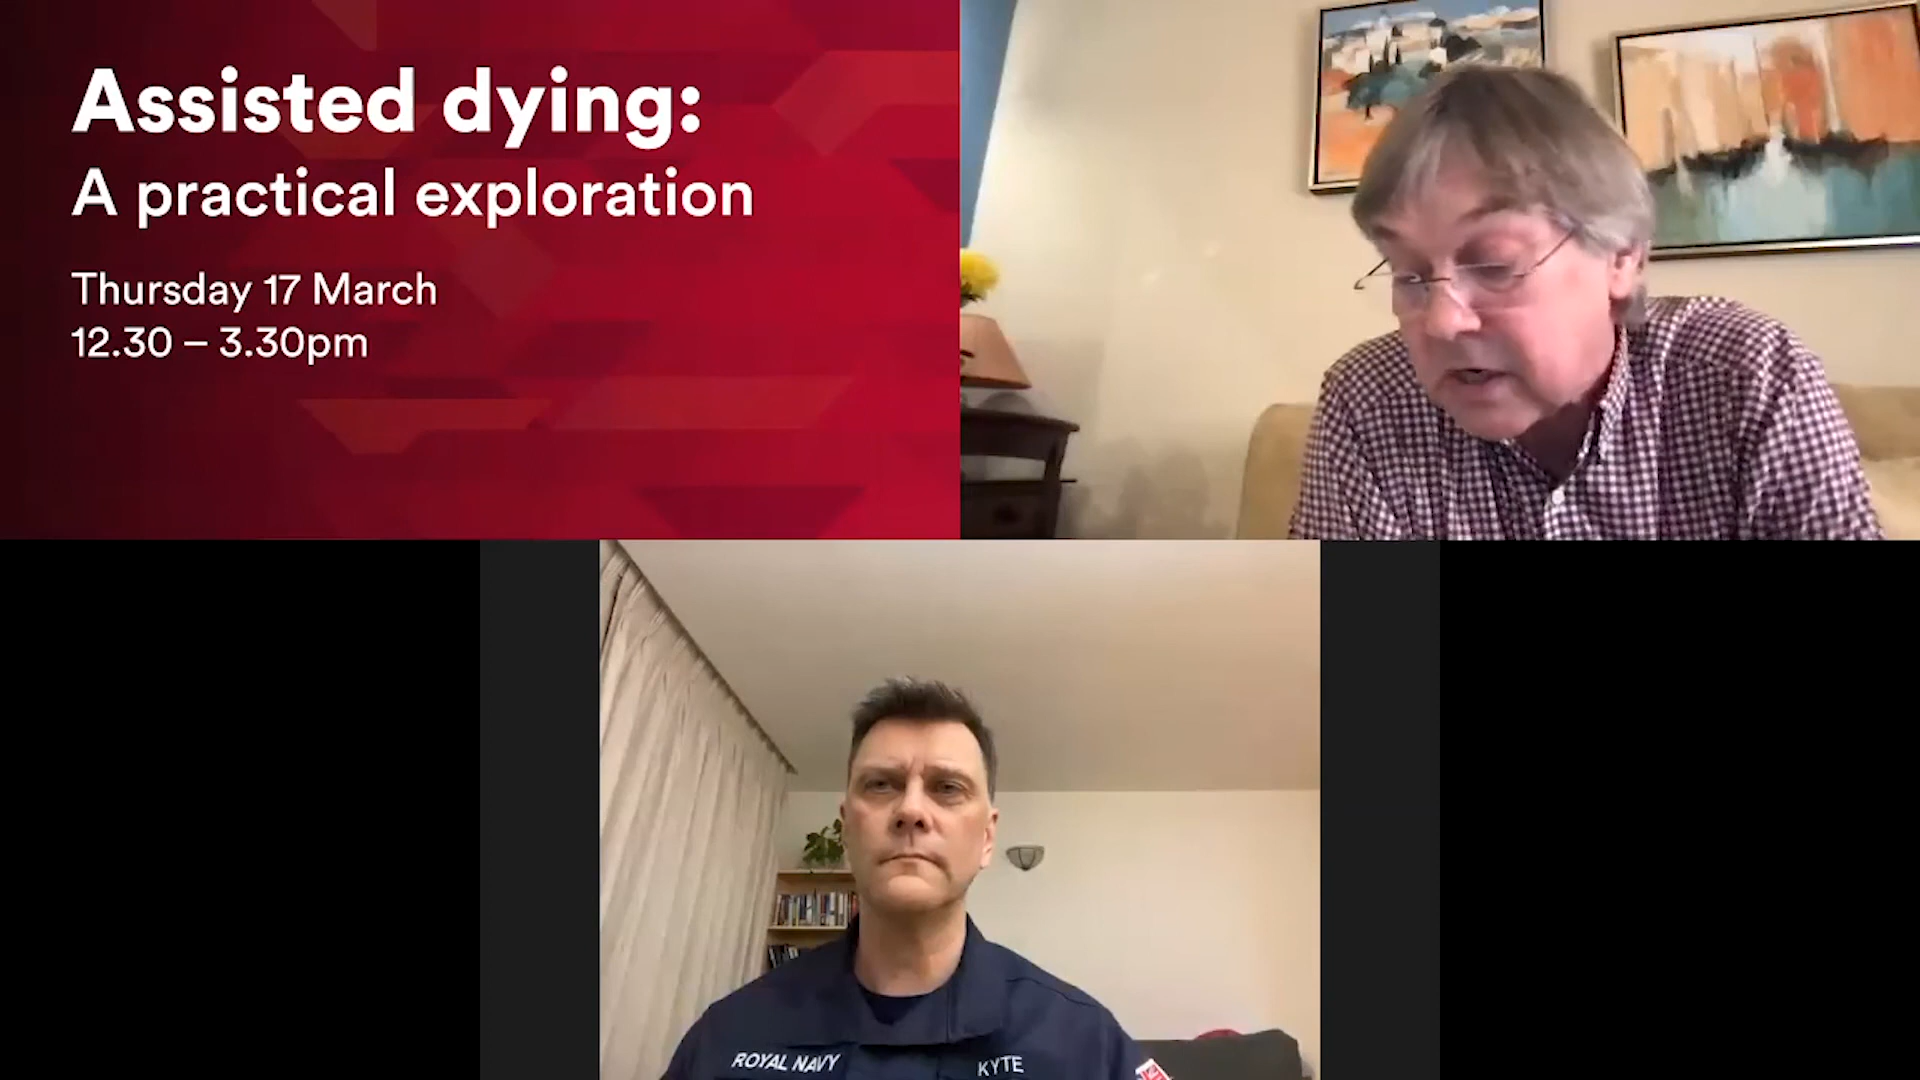 Assisted dying:
A practical exploration
Thursday 17 March
12.30 – 3.30pm
ROYAL NAVY
KYTE